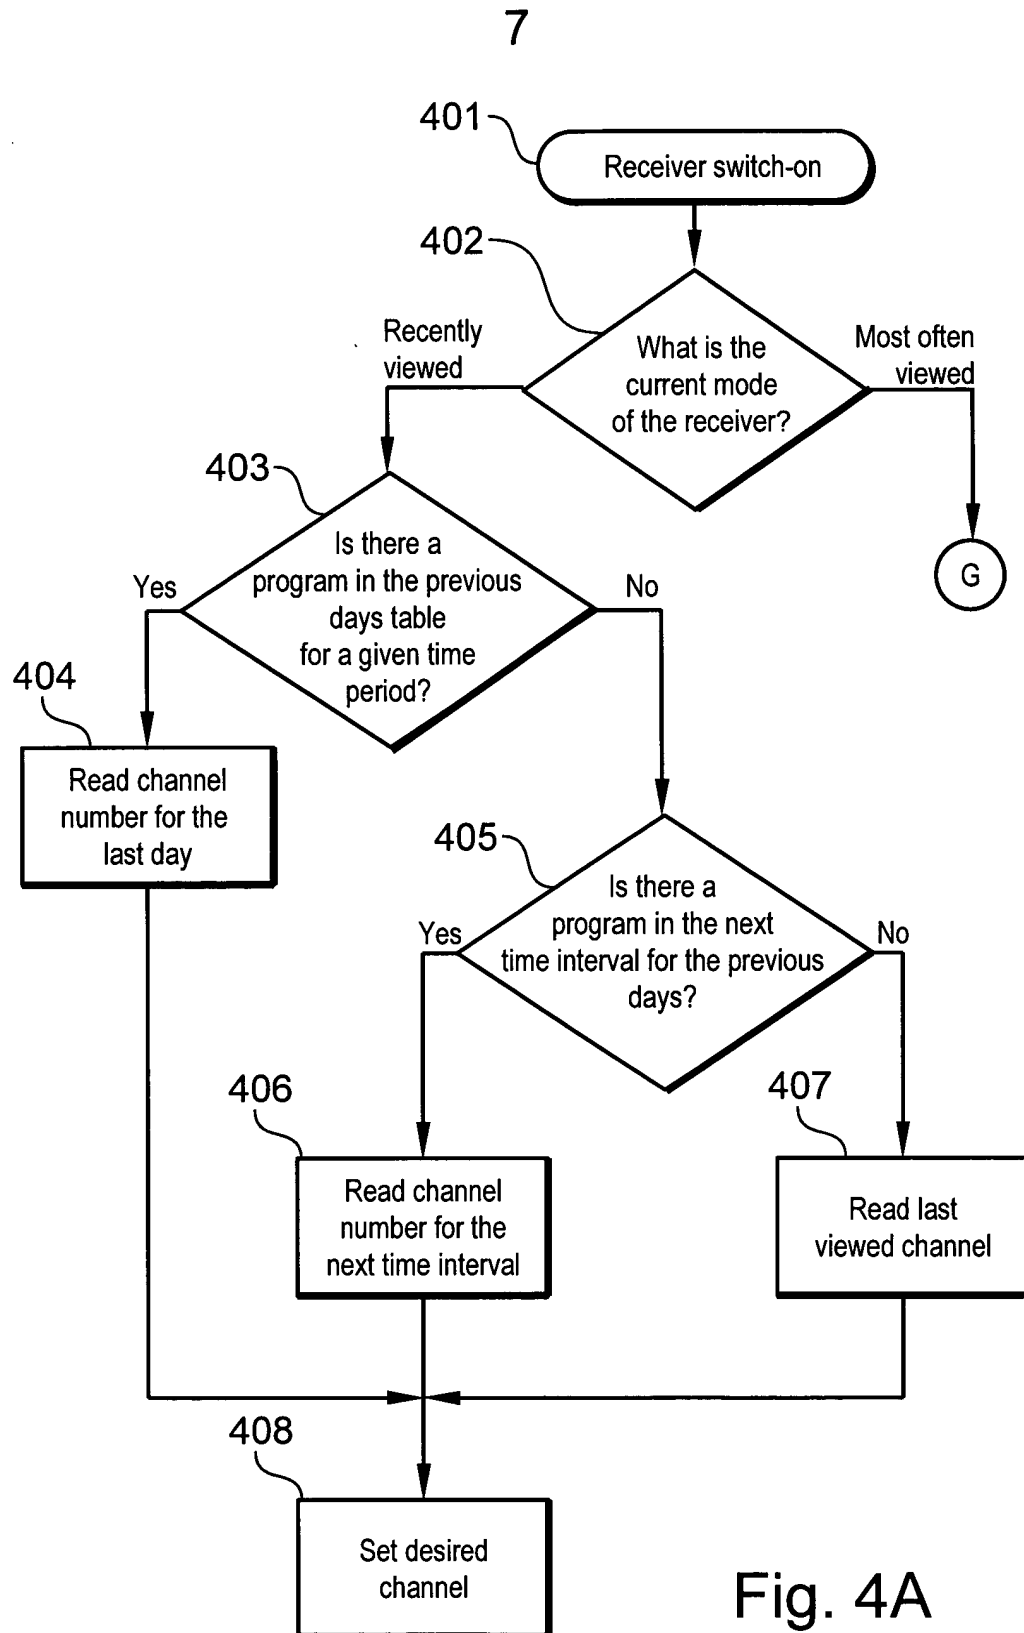 7
401
Receiver switch-on
402
Recently
viewed
What is the
current mode
of the receiver?
Most often
viewed
403
Is there a
program in the previous
days table
for a given time
period?
Yes
No
G
404
Read channel
number for the
last day
405
Is there a
program in the next
time interval for the previous
days?
Yes
No
406
Read channel
number for the
next time interval
407
Read last
viewed channel
408
Set desired
channel
Fig. 4A